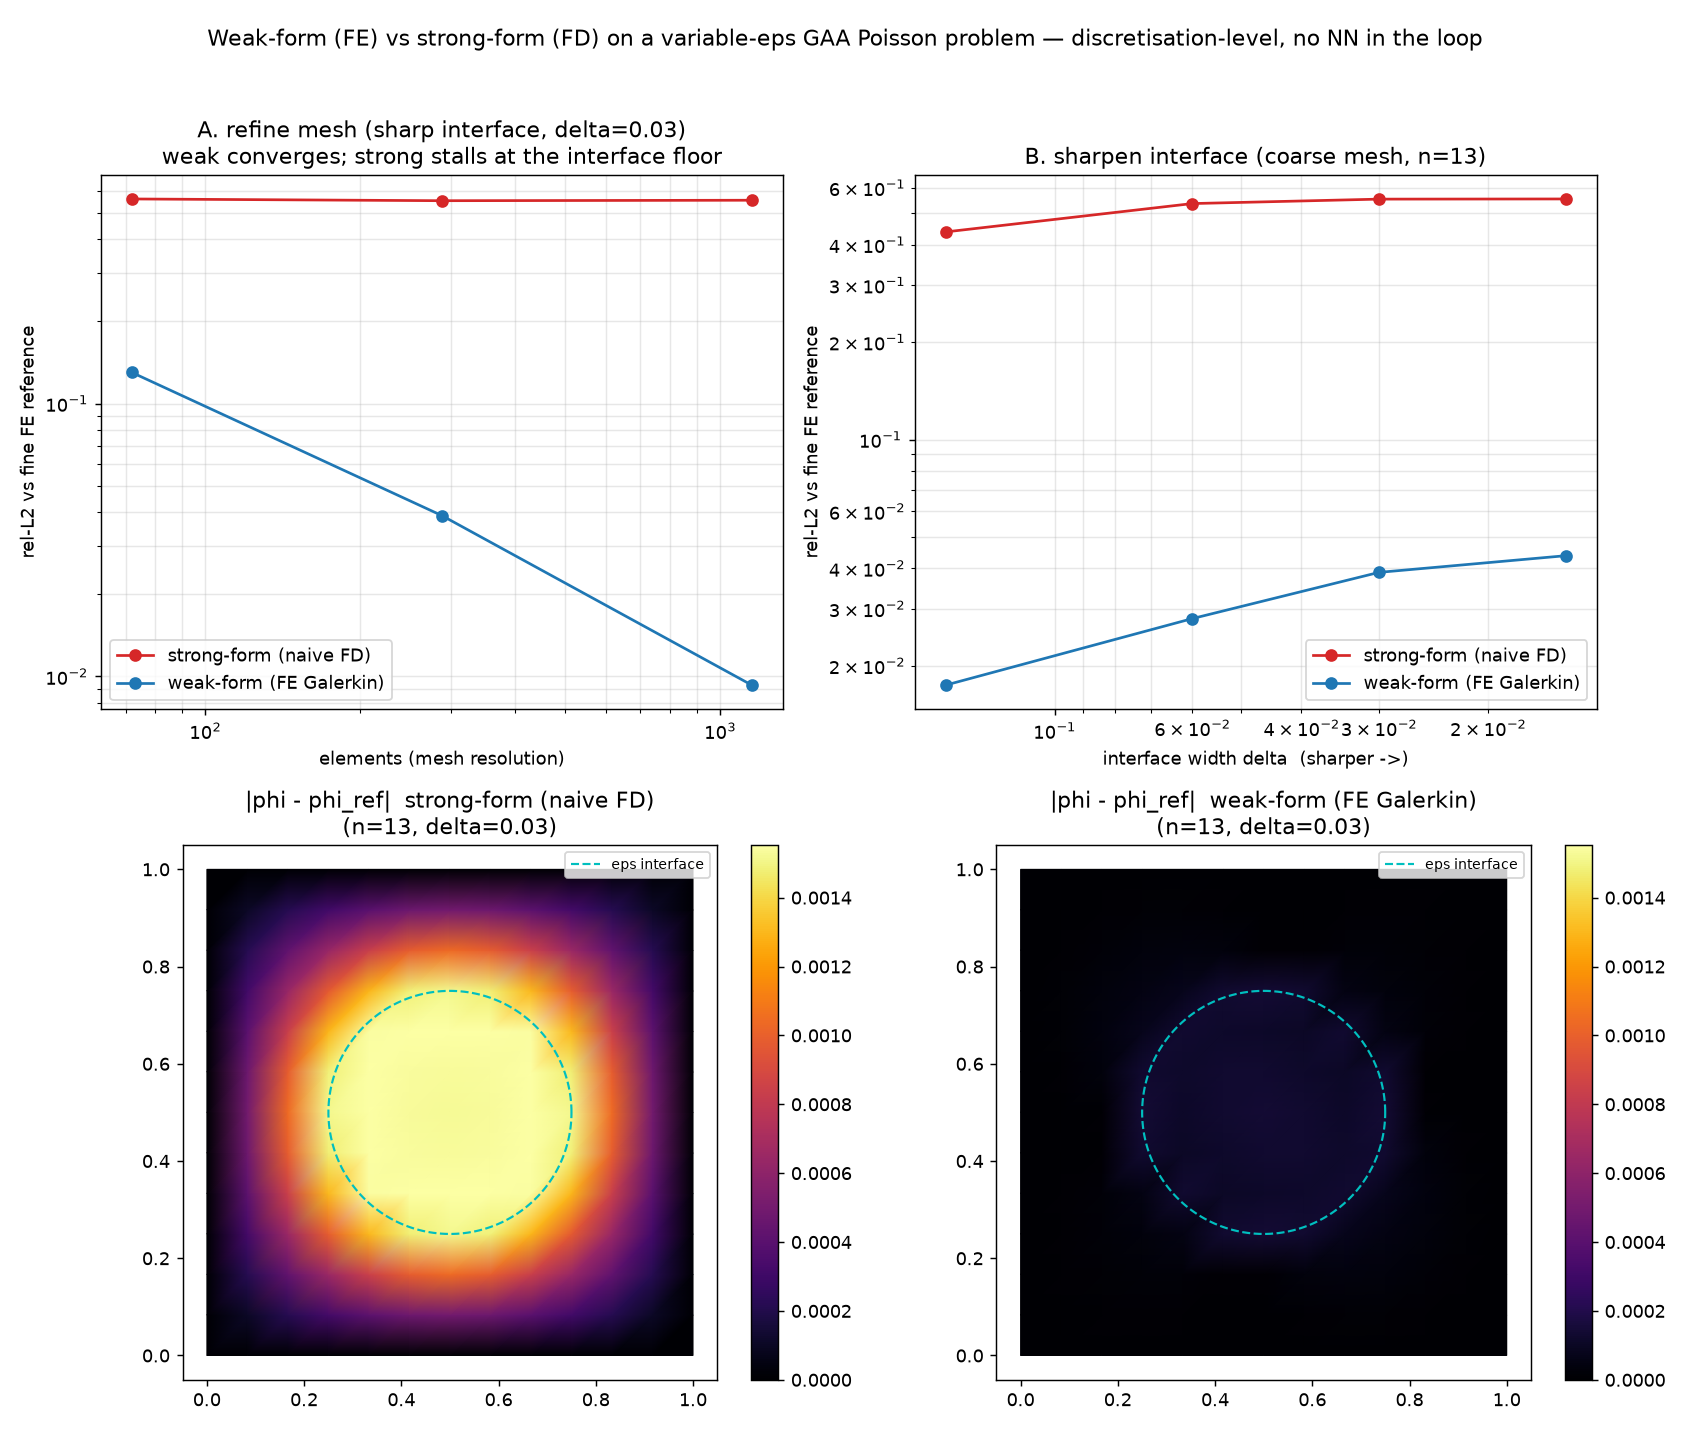 Weak-form (FE) vs strong-form (FD) on a variable-eps GAA Poisson problem — discretisation-level, no NN in the loop
A. refine mesh (sharp interface, delta=0.03)
weak converges; strong stalls at the interface floor
rel-L2 vs fine FE reference
10⁻¹
10⁻²
strong-form (naive FD)
weak-form (FE Galerkin)
10²
10³
elements (mesh resolution)
B. sharpen interface (coarse mesh, n=13)
rel-L2 vs fine FE reference
6 × 10⁻¹
4 × 10⁻¹
3 × 10⁻¹
2 × 10⁻¹
10⁻¹
6 × 10⁻²
4 × 10⁻²
3 × 10⁻²
2 × 10⁻²
strong-form (naive FD)
weak-form (FE Galerkin)
10⁻¹
6 × 10⁻²
4 × 10⁻²
3 × 10⁻²
2 × 10⁻²
interface width delta  (sharper ->)
|phi - phi_ref|  strong-form (naive FD)
(n=13, delta=0.03)
eps interface
1.0
0.8
0.6
0.4
0.2
0.0
0.0
0.2
0.4
0.6
0.8
1.0
0.0014
0.0012
0.0010
0.0008
0.0006
0.0004
0.0002
0.0000
|phi - phi_ref|  weak-form (FE Galerkin)
(n=13, delta=0.03)
eps interface
1.0
0.8
0.6
0.4
0.2
0.0
0.0
0.2
0.4
0.6
0.8
1.0
0.0014
0.0012
0.0010
0.0008
0.0006
0.0004
0.0002
0.0000